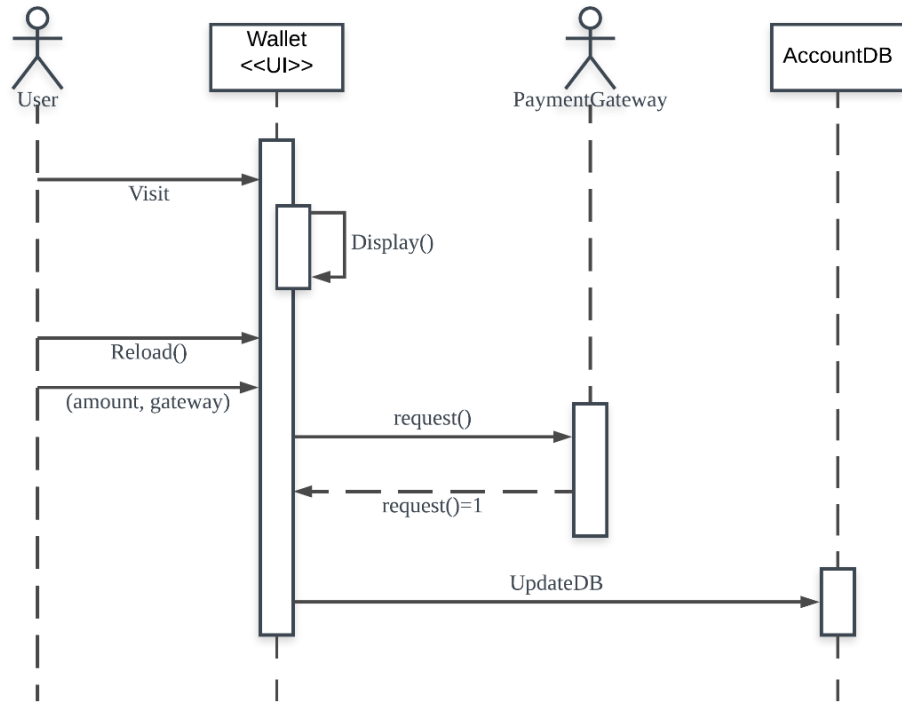 Wallet
<<UI>>
AccountDB
User
PaymentGateway
Visit
Display()
Reload()
(amount, gateway)
request()
request()=1
UpdateDB